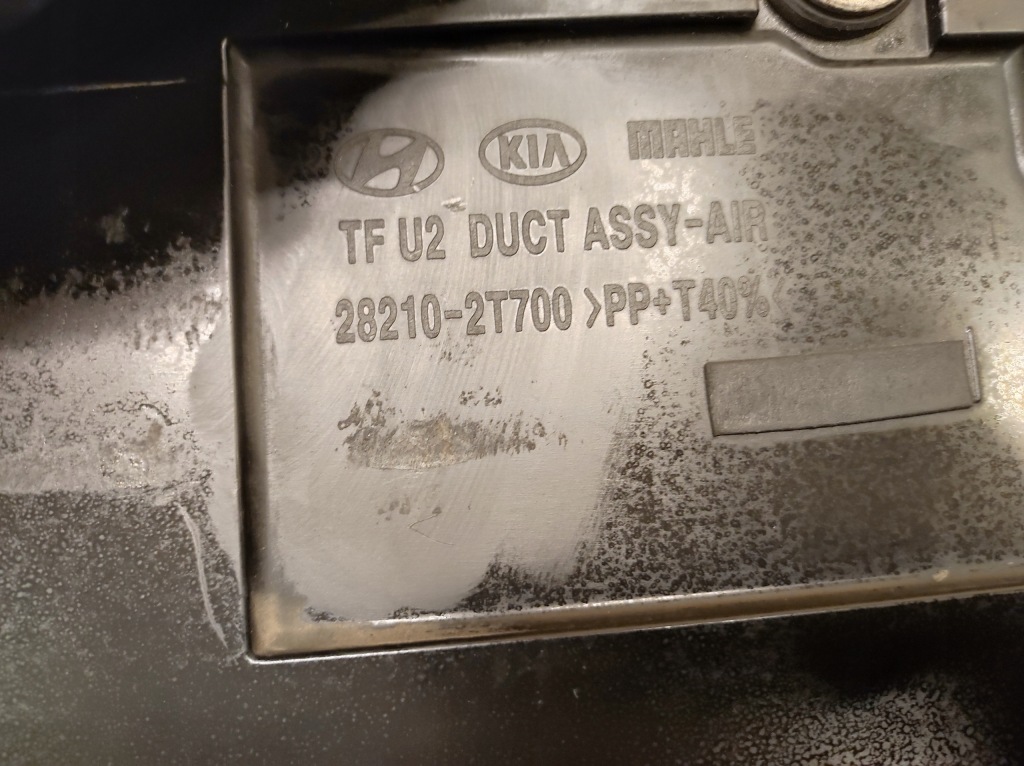 KIA MAHLE
TF U2 DUCT ASSY-AIR
28210-2T700 >PP+T40%<